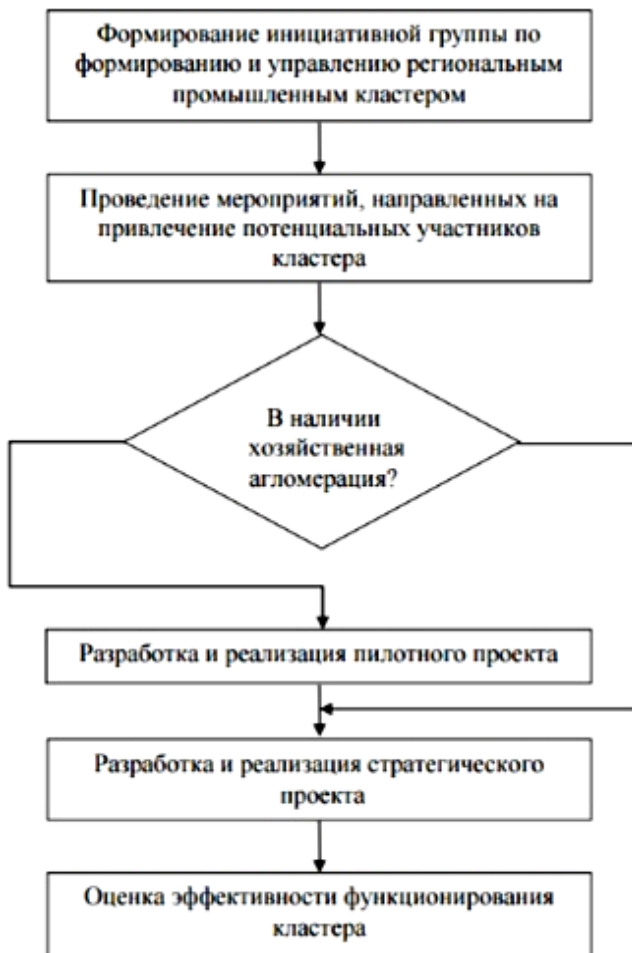 Формирование инициативной группы по
формированию и управлению региональным
промышленным кластером
Проведение мероприятий, направленных на
привлечение потенциальных участников
кластера
В наличии
хозяйственная
агломерация?
Разработка и реализация пилотного проекта
Разработка и реализация стратегического
проекта
Оценка эффективности функционирования
кластера